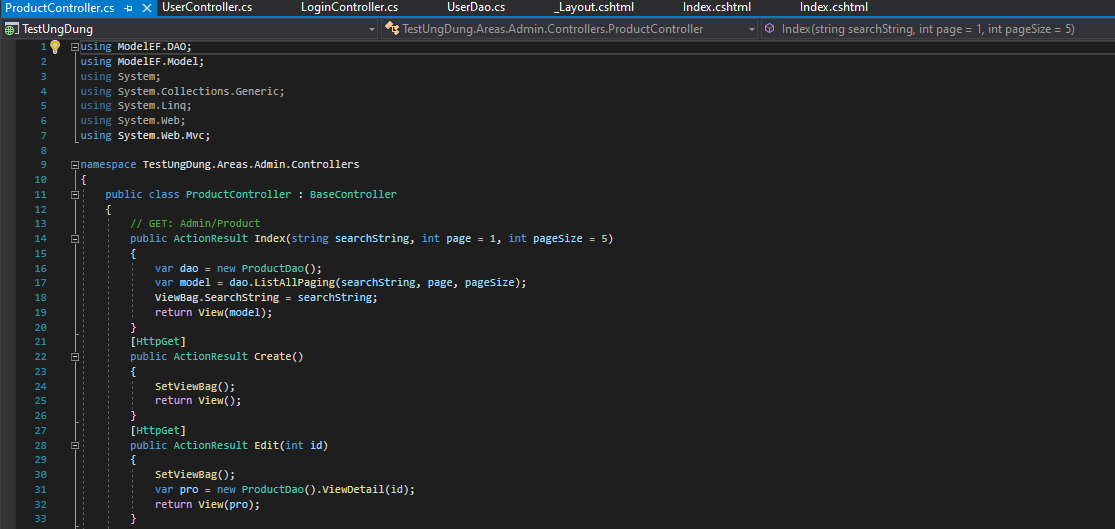 ProductController.cs UserController.cs LoginController.cs UserDao.cs _Layout.cshtml Index.cshtml Index.cshtml
TestUngDung TestUngDung.Areas.Admin.Controllers.ProductController Index(string searchString, int page = 1, int pageSize = 5)
1 using ModelEF.DAO;
2 using ModelEF.Model;
3 using System;
4 using System.Collections.Generic;
5 using System.Linq;
6 using System.Web;
7 using System.Web.Mvc;
8
9 namespace TestUngDung.Areas.Admin.Controllers
10 {
11     public class ProductController : BaseController
12     {
13         // GET: Admin/Product
14         public ActionResult Index(string searchString, int page = 1, int pageSize = 5)
15         {
16             var dao = new ProductDao();
17             var model = dao.ListAllPaging(searchString, page, pageSize);
18             ViewBag.SearchString = searchString;
19             return View(model);
20         }
21         [HttpGet]
22         public ActionResult Create()
23         {
24             SetViewBag();
25             return View();
26         }
27         [HttpGet]
28         public ActionResult Edit(int id)
29         {
30             SetViewBag();
31             var pro = new ProductDao().ViewDetail(id);
32             return View(pro);
33         }